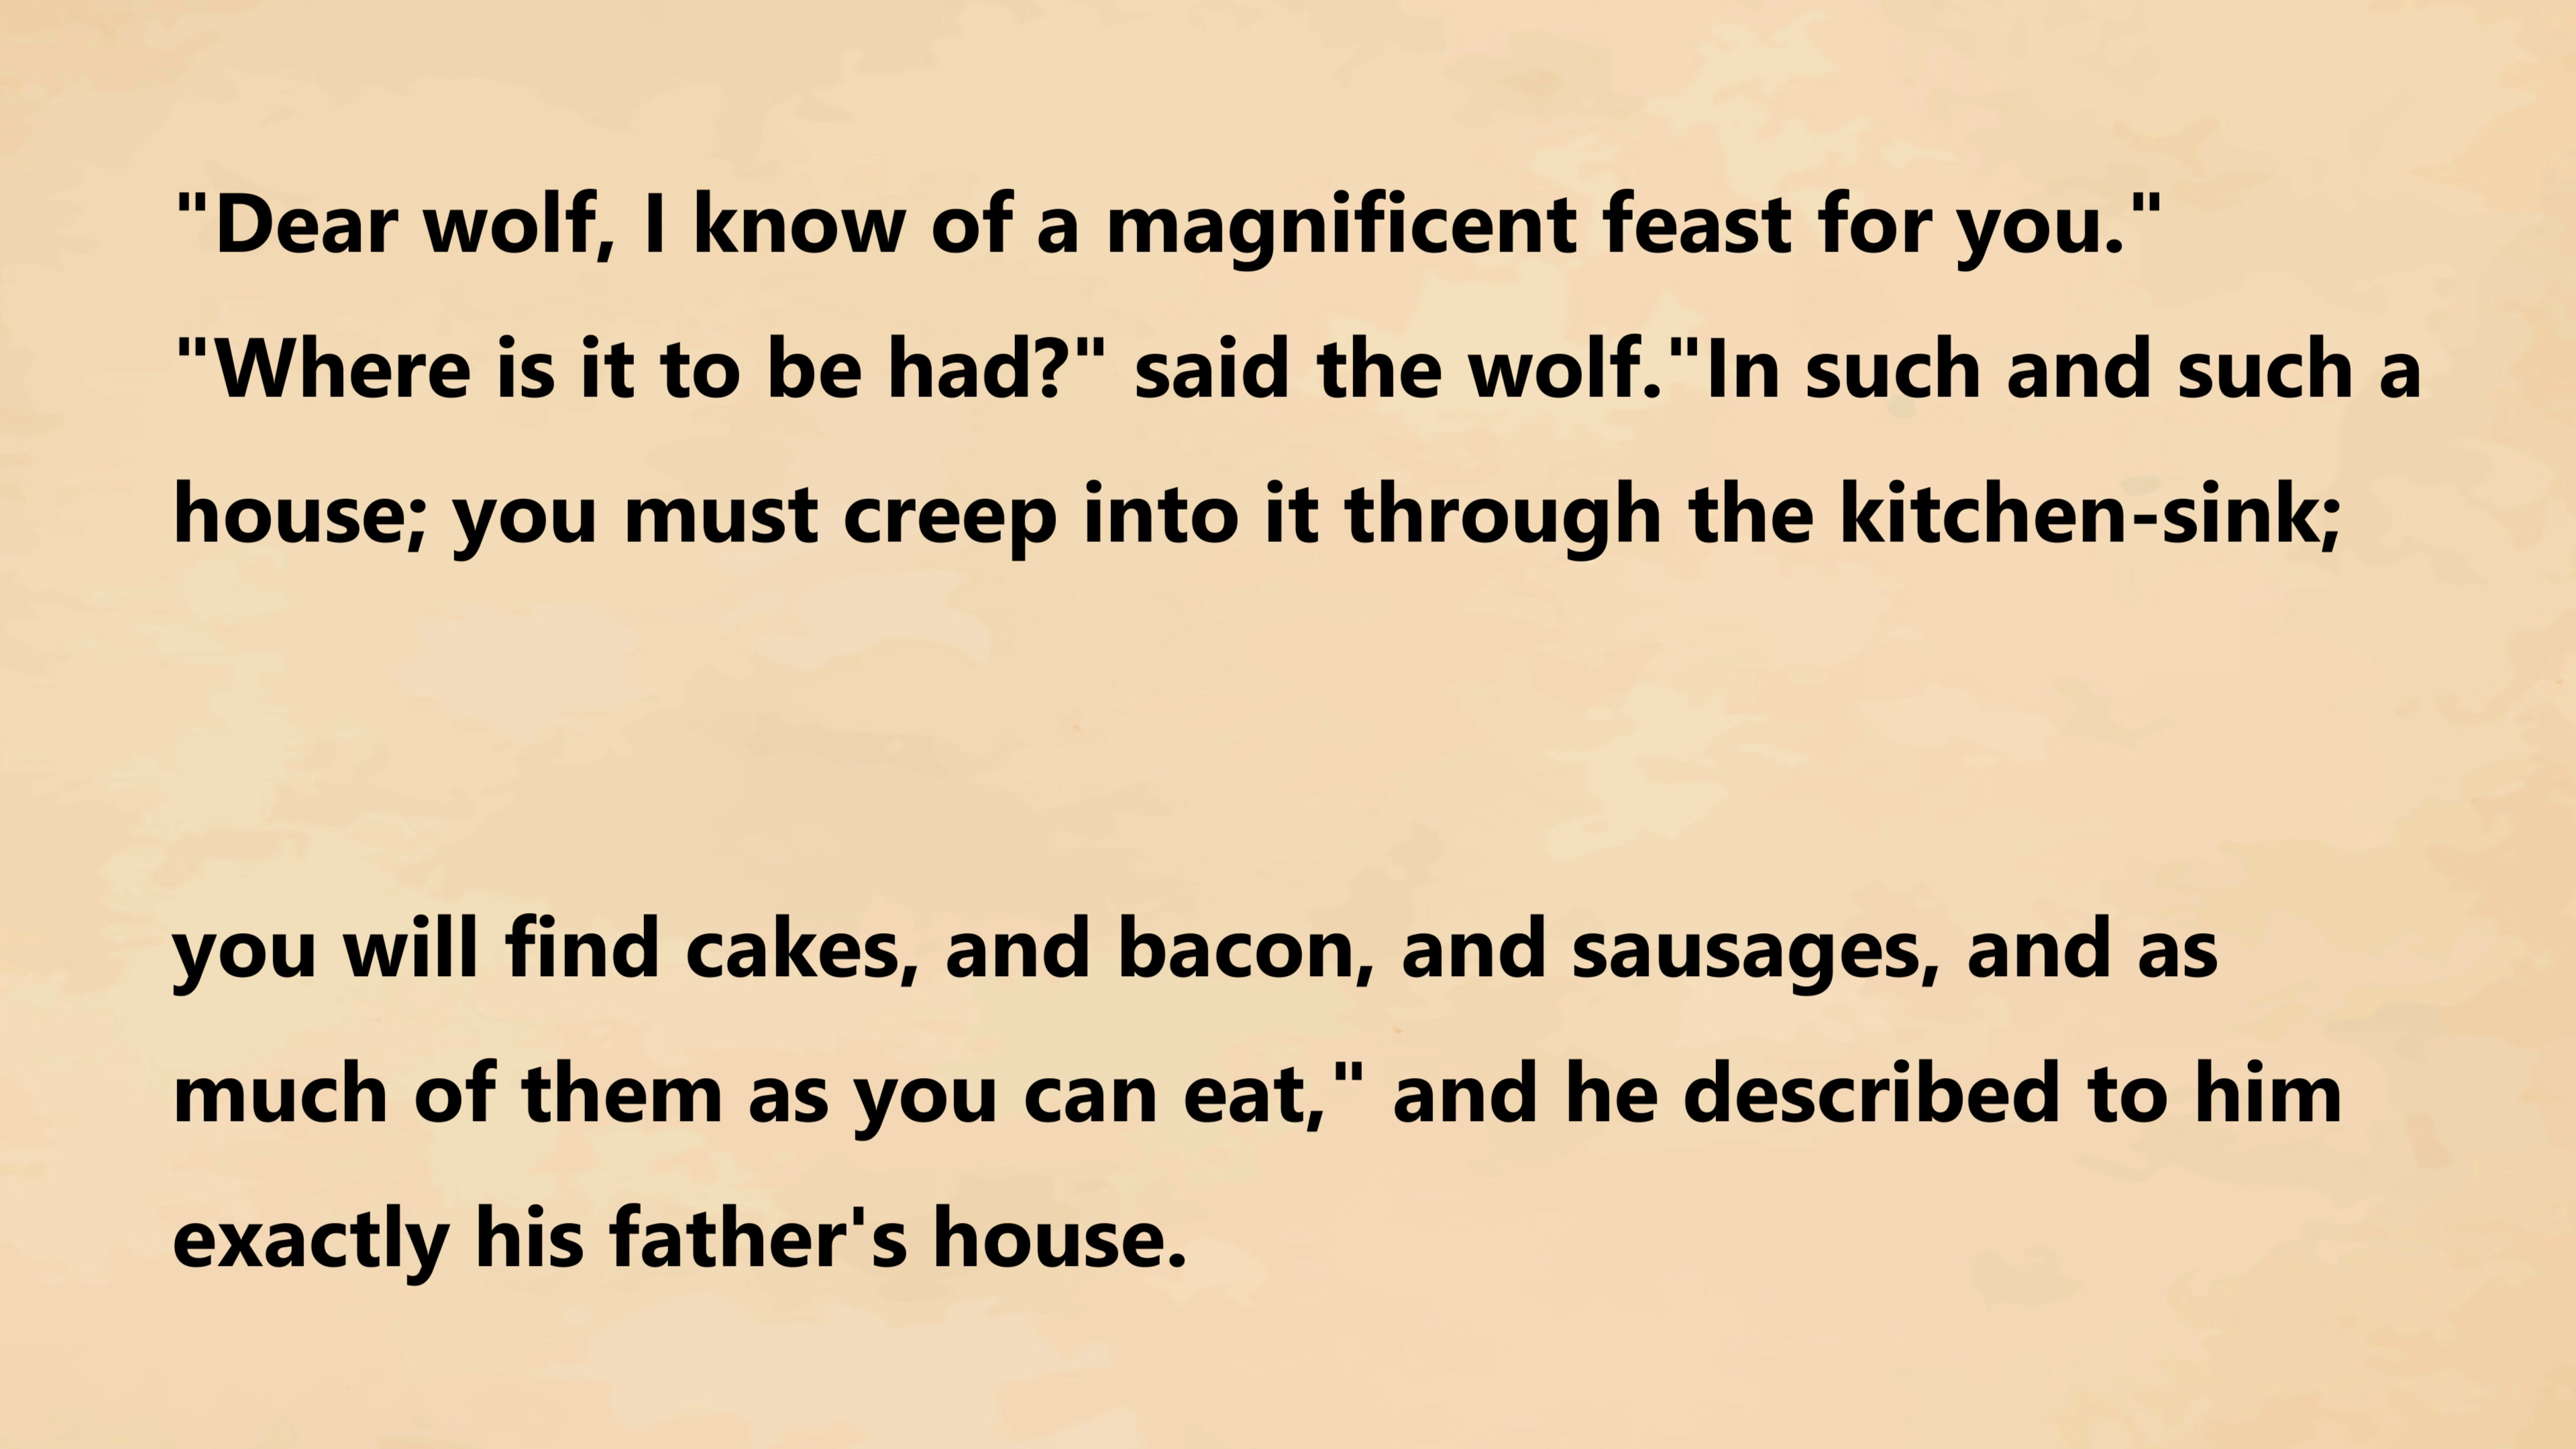 "Dear wolf, I know of a magnificent feast for you."
"Where is it to be had?" said the wolf."In such and such a
house; you must creep into it through the kitchen-sink;
you will find cakes, and bacon, and sausages, and as
much of them as you can eat," and he described to him
exactly his father's house.